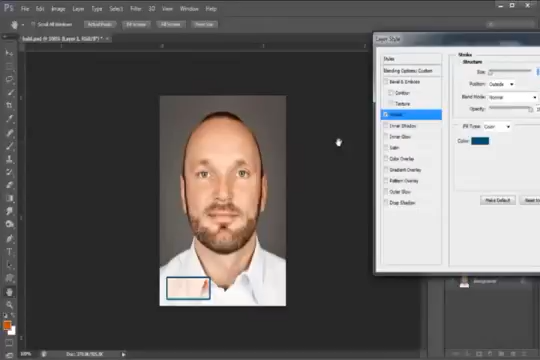 Ps File Edit Image Layer Type Select Filter 3D View Window Help
Scroll All Windows Actual Pixels Fit Screen Fill Screen Print Size
Layer Style
Styles
Blending Options: Custom
Bevel & Emboss
Contour
Texture
Stroke
Inner Shadow
Inner Glow
Satin
Color Overlay
Gradient Overlay
Pattern Overlay
Outer Glow
Drop Shadow
Stroke
Structure
Size:
Position: Outside
Blend Mode: Normal
Opacity:
Fill Type: Color
Color:
Make Default
100%